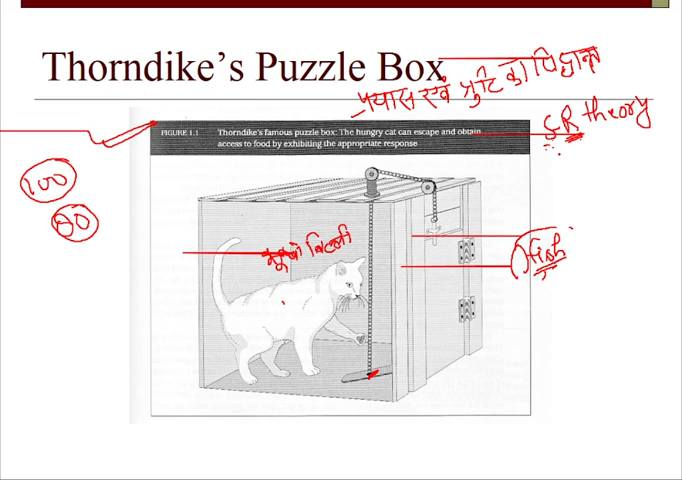 Thorndike's Puzzle Box
प्रयास एवं त्रुटि का सिद्धांत
S-R theory
FIGURE 1.1 Thorndike's famous puzzle box: The hungry cat can escape and obtain
access to food by exhibiting the appropriate response
100
80
भूखी बिल्ली
fish